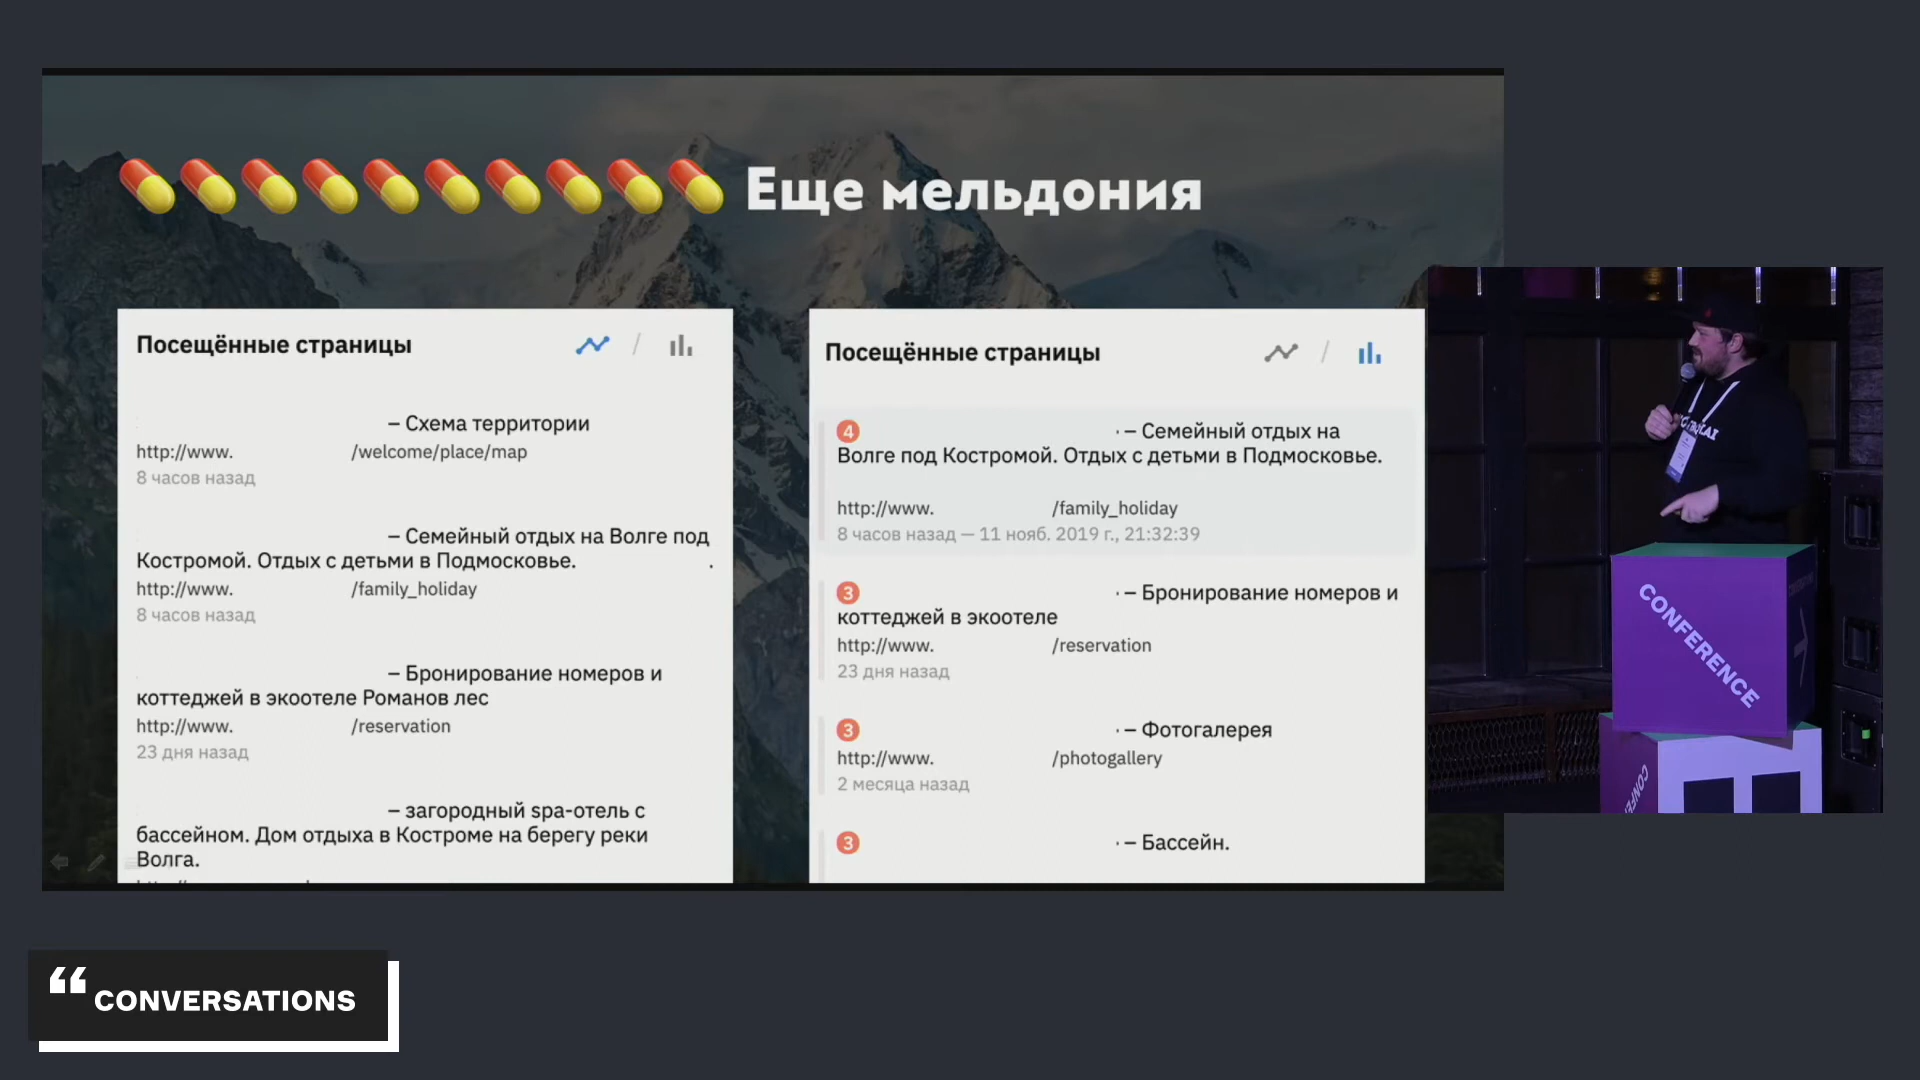 Еще мельдония
Посещённые страницы
– Схема территории
http://www. /welcome/place/map
8 часов назад
– Семейный отдых на Волге под
Костромой. Отдых с детьми в Подмосковье. .
http://www. /family_holiday
8 часов назад
– Бронирование номеров и
коттеджей в экоотеле Романов лес
http://www. /reservation
23 дня назад
– загородный spa-отель с
бассейном. Дом отдыха в Костроме на берегу реки
Волга.
Посещённые страницы
4 · – Семейный отдых на
Волге под Костромой. Отдых с детьми в Подмосковье.
http://www. /family_holiday
8 часов назад — 11 нояб. 2019 г., 21:32:39
3 · – Бронирование номеров и
коттеджей в экоотеле
http://www. /reservation
23 дня назад
3 · – Фотогалерея
http://www. /photogallery
2 месяца назад
3 · – Бассейн.
CONFERENCE
“ CONVERSATIONS